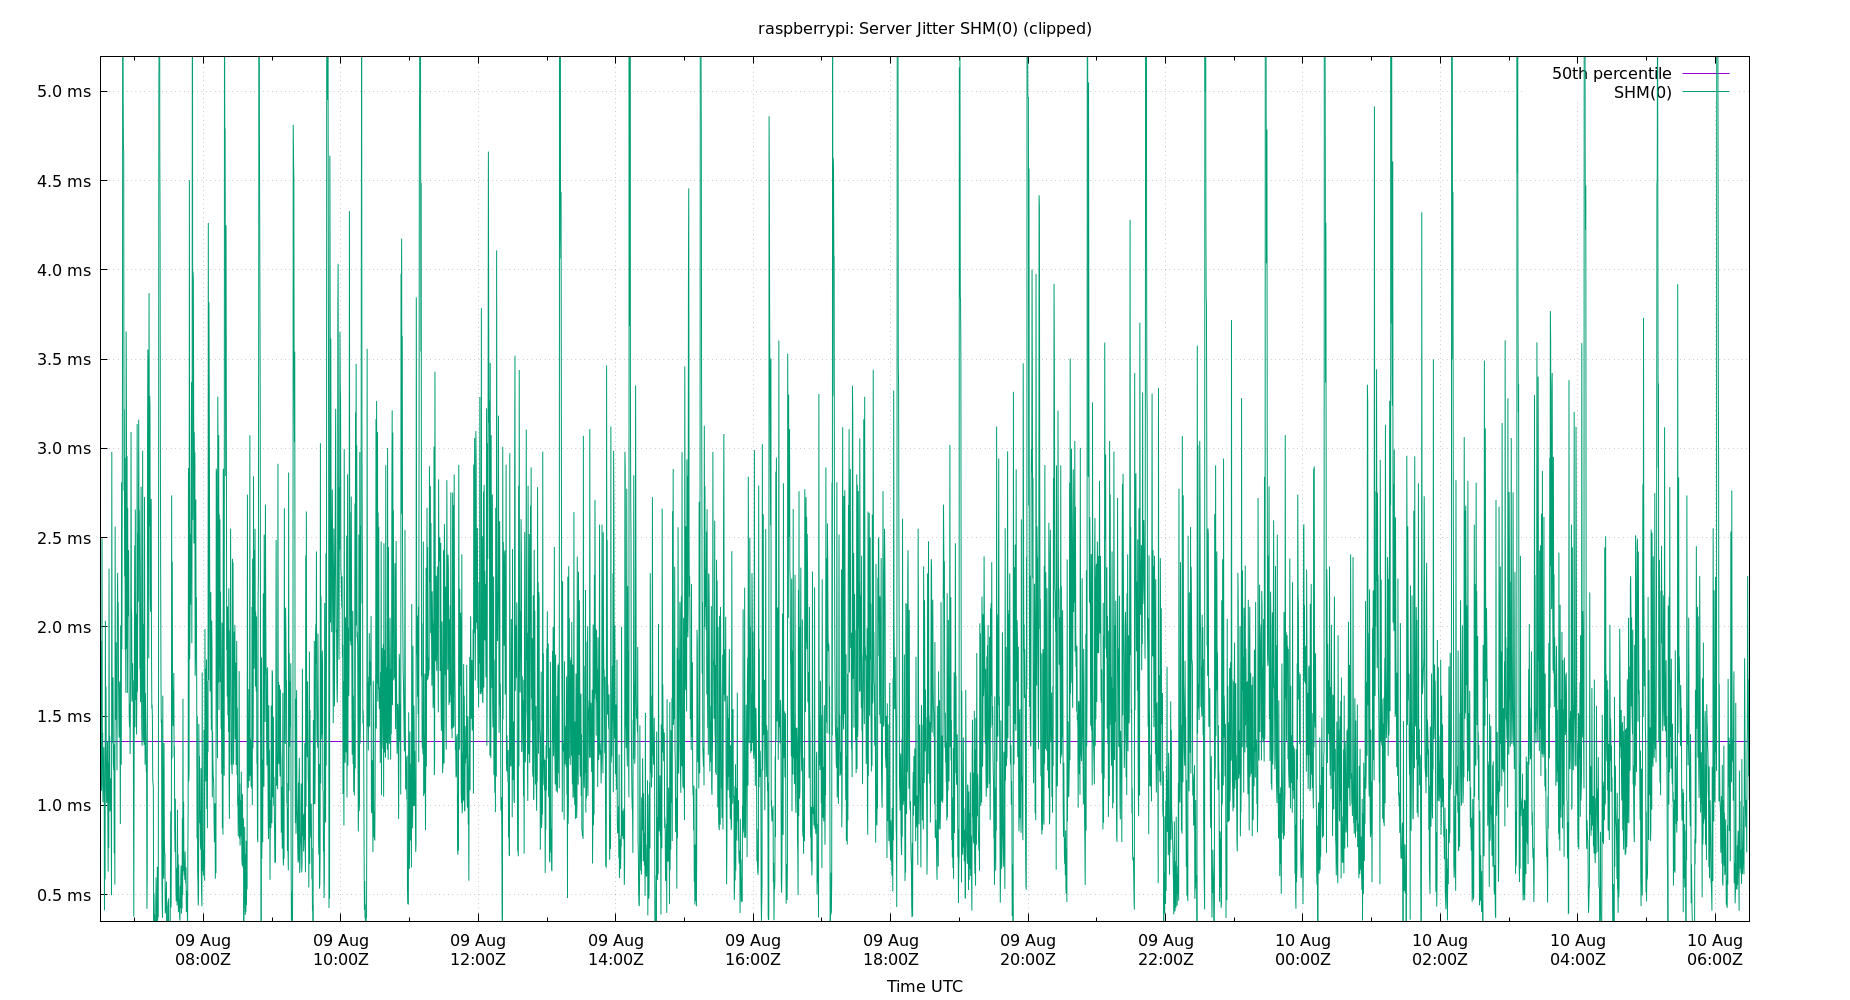 raspberrypi: Server Jitter SHM(0) (clipped)
50th percentile
SHM(0)
5.0 ms
4.5 ms
4.0 ms
3.5 ms
3.0 ms
2.5 ms
2.0 ms
1.5 ms
1.0 ms
0.5 ms
09 Aug 09 Aug 09 Aug 09 Aug 09 Aug 09 Aug 09 Aug 09 Aug 10 Aug 10 Aug 10 Aug 10 Aug
08:00Z 10:00Z 12:00Z 14:00Z 16:00Z 18:00Z 20:00Z 22:00Z 00:00Z 02:00Z 04:00Z 06:00Z
Time UTC